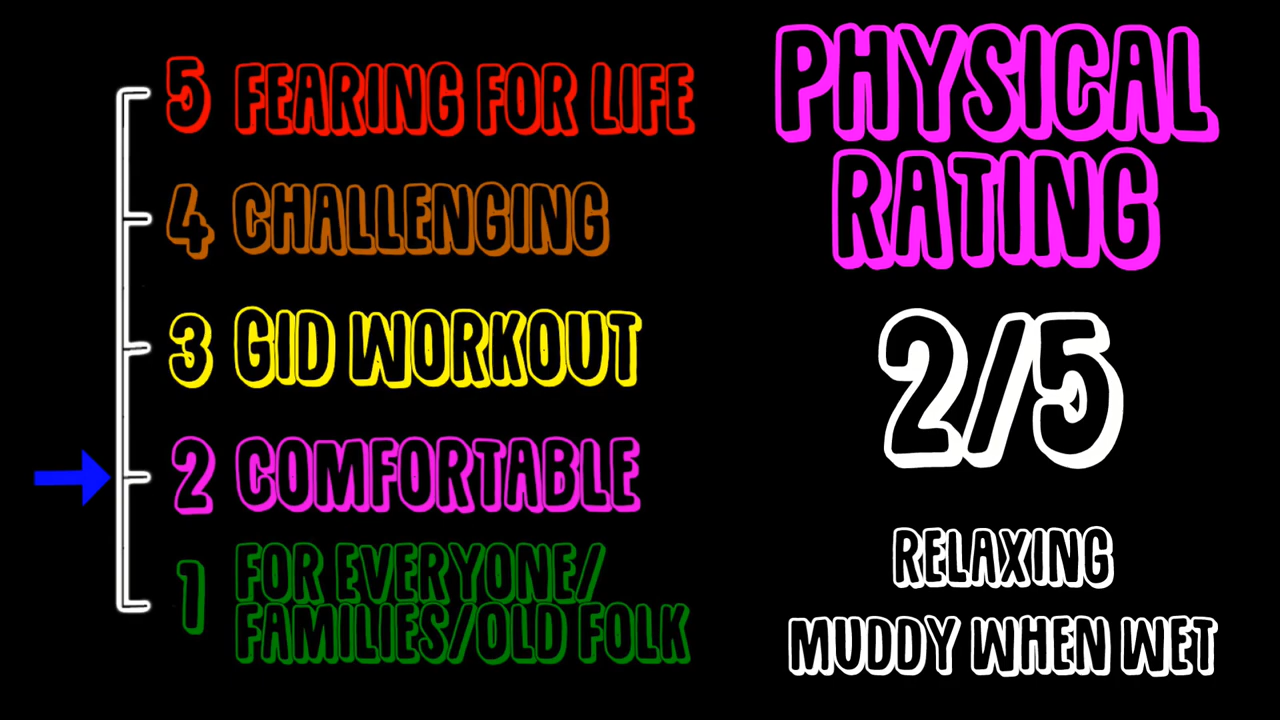 5 FEARING FOR LIFE
4 CHALLENGING
3 GID WORKOUT
2 COMFORTABLE
1 FOR EVERYONE/
FAMILIES/OLD FOLK
PHYSICAL
RATING
2/5
RELAXING
MUDDY WHEN WET